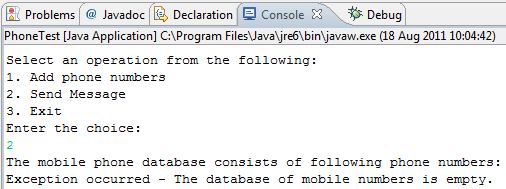 Problems @ Javadoc Declaration Console Debug
PhoneTest [Java Application] C:\Program Files\Java\jre6\bin\javaw.exe (18 Aug 2011 10:04:42)
Select an operation from the following:
1. Add phone numbers
2. Send Message
3. Exit
Enter the choice:
2
The mobile phone database consists of following phone numbers:
Exception occurred - The database of mobile numbers is empty.